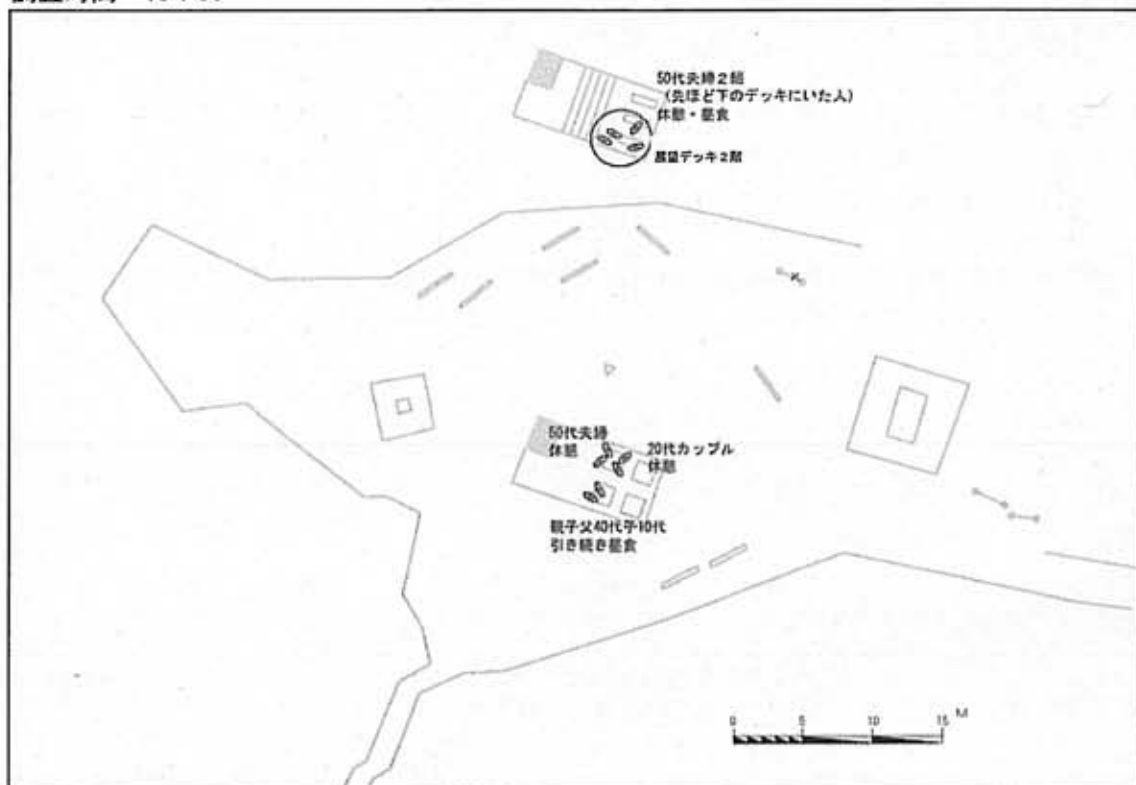 50代夫婦2組
(先ほど下のデッキにいた人)
休憩・昼食
展望デッキ2階
50代夫婦
休憩
20代カップル
休憩
親子父40代子10代
引き続き昼食
0 5 10 15 M